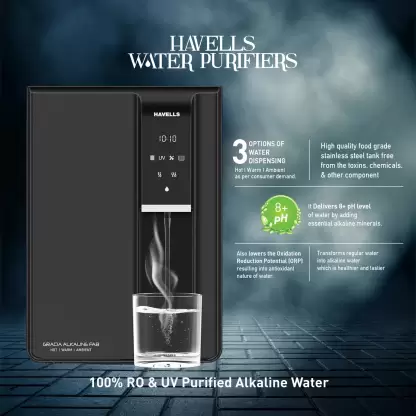 HAVELLS
WATER PURIFIERS
HAVELLS
10:10
UV
3 OPTIONS OF
WATER
DISPENSING
Hot | Warm | Ambient
as per consumer demand.
High quality food grade
stainless steel tank free
from the toxins, chemicals,
& other component
8+
pH
It Delivers 8+ pH level
of water by adding
essential alkaline minerals.
Also lowers the Oxidation
Reduction Potential (ORP)
resulting into antioxidant
nature of water.
Transforms regular water
into alkaline water
which is healthier and tastier
GRACIA ALKALINE FAB
HOT | WARM | AMBIENT
100% RO & UV Purified Alkaline Water